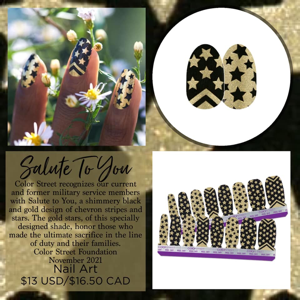 Salute To You
Color Street recognizes our current
and former military service members
with Salute to You, a shimmery black
and gold design of chevron stripes and
stars. The gold stars, of this specially
designed shade, honor those who
made the ultimate sacrifice in the line
of duty and their families.
Color Street Foundation
November 2021
Nail Art
$13 USD/$16.50 CAD